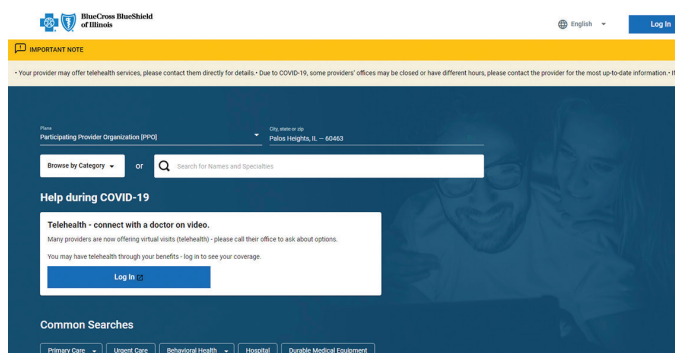 BlueCross BlueShield
of Illinois
English
Log In
IMPORTANT NOTE
• Your provider may offer telehealth services, please contact them directly for details.• Due to COVID-19, some providers' offices may be closed or have different hours, please contact the provider for the most up-to-date information.•
Plans
Participating Provider Organization [PPO]
City, state or zip
Palos Heights, IL – 60463
Browse by Category
or
Search for Names and Specialties
Help during COVID-19
Telehealth - connect with a doctor on video.
Many providers are now offering virtual visits (telehealth) - please call their office to ask about options.
You may have telehealth through your benefits - log in to see your coverage.
Log In
Common Searches
Primary Care
Urgent Care
Behavioral Health
Hospital
Durable Medical Equipment